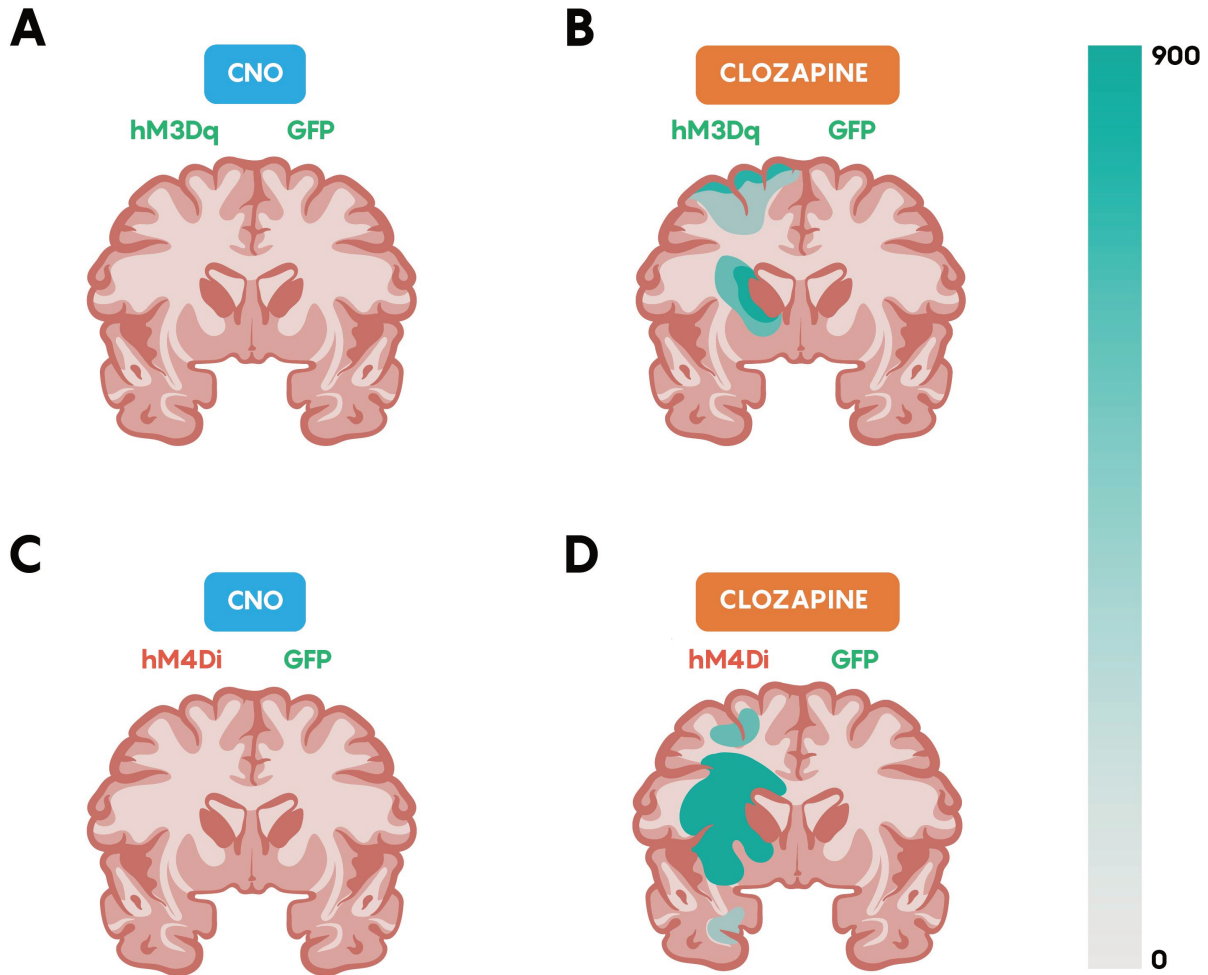 A
CNO
hM3Dq GFP
B
CLOZAPINE
hM3Dq GFP
900
C
CNO
hM4Di GFP
D
CLOZAPINE
hM4Di GFP
0